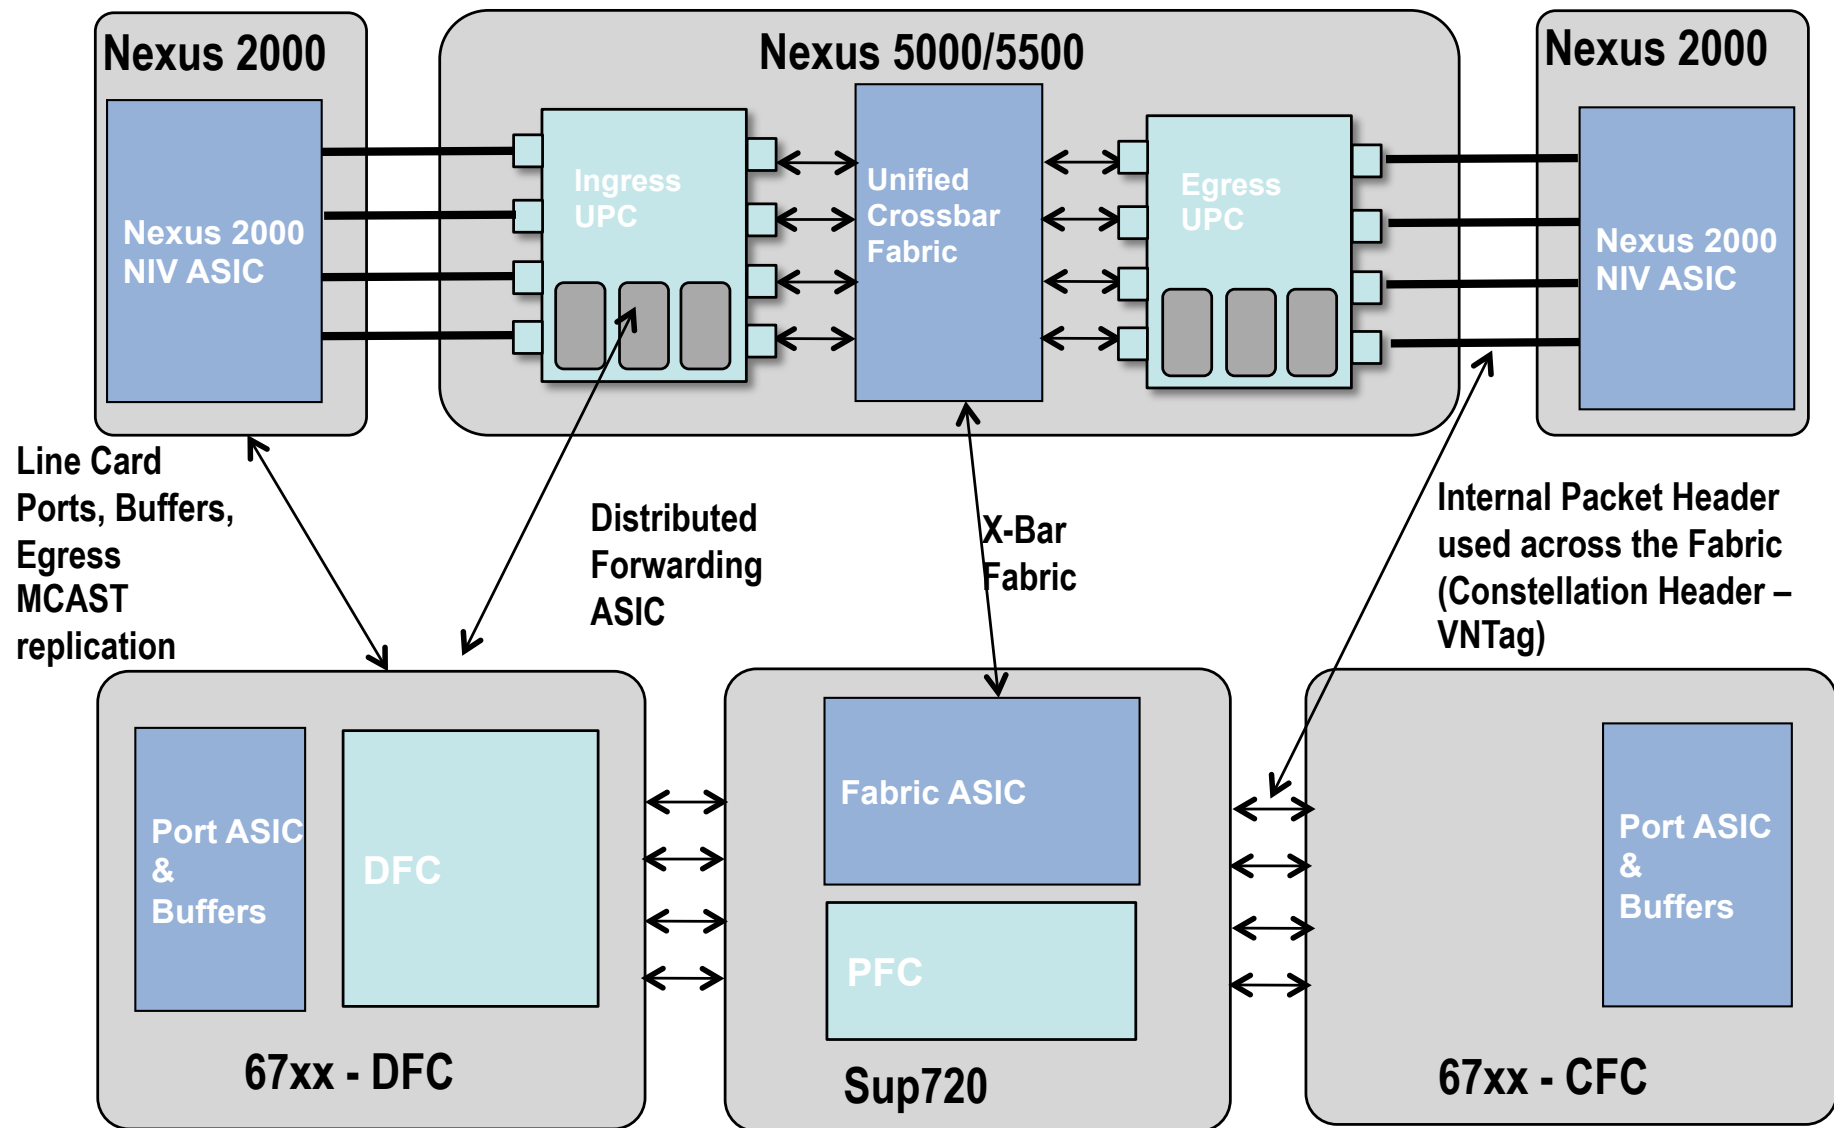 Nexus 2000
Nexus 5000/5500
Nexus 2000
Nexus 2000
NIV ASIC
Ingress
UPC
Unified
Crossbar
Fabric
Egress
UPC
Nexus 2000
NIV ASIC
Line Card
Ports, Buffers,
Egress
MCAST
replication
Distributed
Forwarding
ASIC
X-Bar
Fabric
Internal Packet Header
used across the Fabric
(Constellation Header –
VNTag)
Port ASIC
&
Buffers
DFC
67xx - DFC
Fabric ASIC
PFC
Sup720
Port ASIC
&
Buffers
67xx - CFC